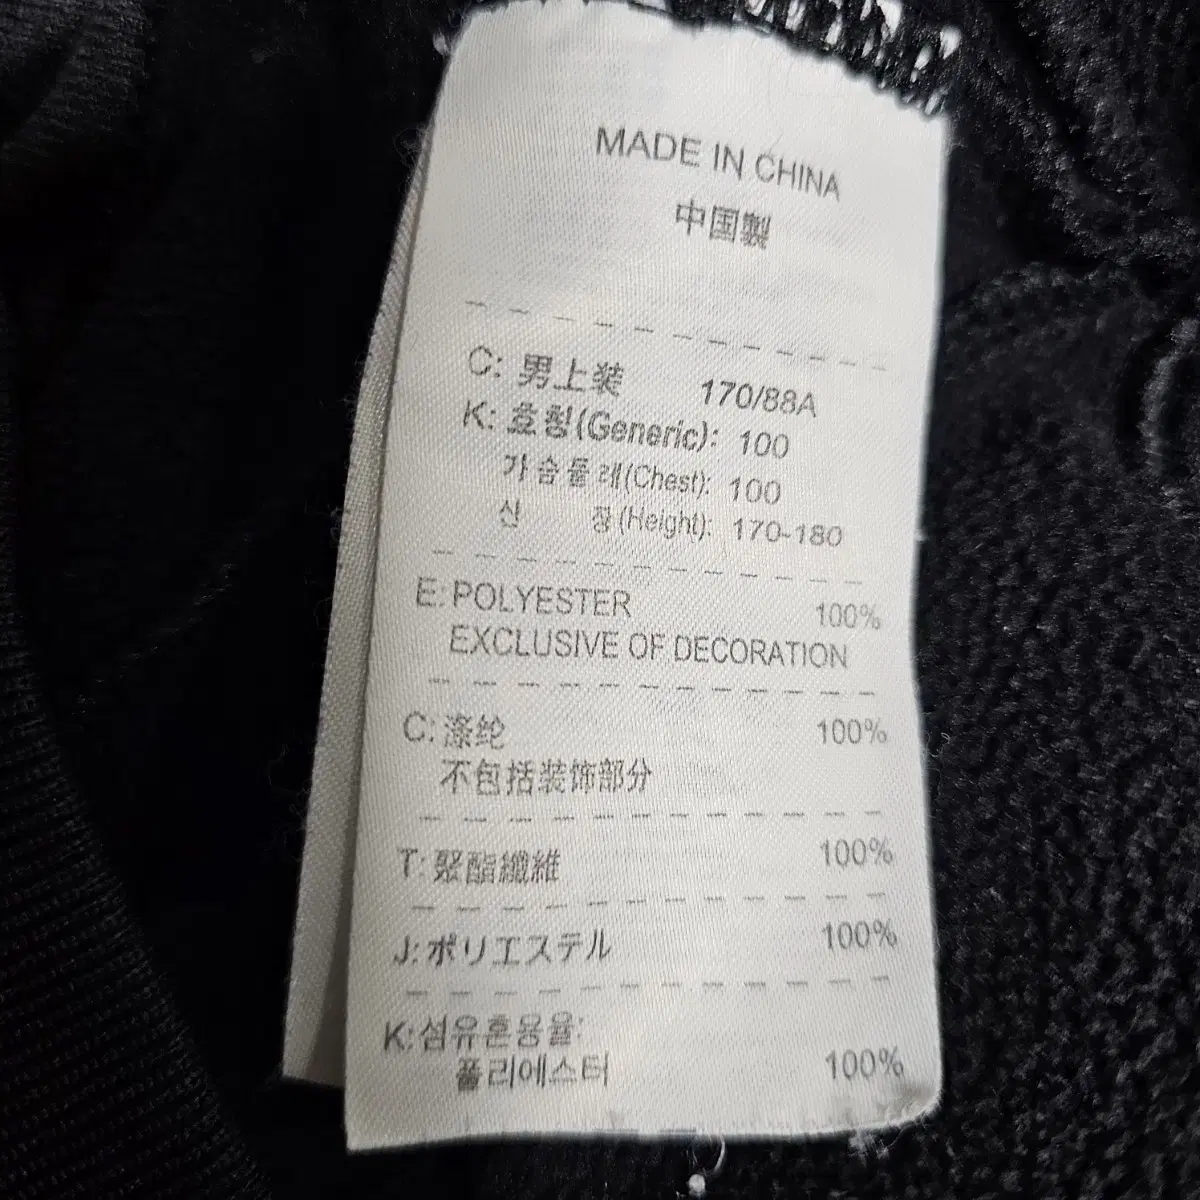 MADE IN CHINA
中国製
C: 男上装 170/88A
K: 호칭(Generic): 100
가슴둘레(Chest): 100
신 장(Height): 170-180
E: POLYESTER 100%
EXCLUSIVE OF DECORATION
C: 涤纶 100%
不包括装饰部分
T: 聚酯纖維 100%
J: ポリエステル 100%
K: 섬유혼용율:
폴리에스터 100%